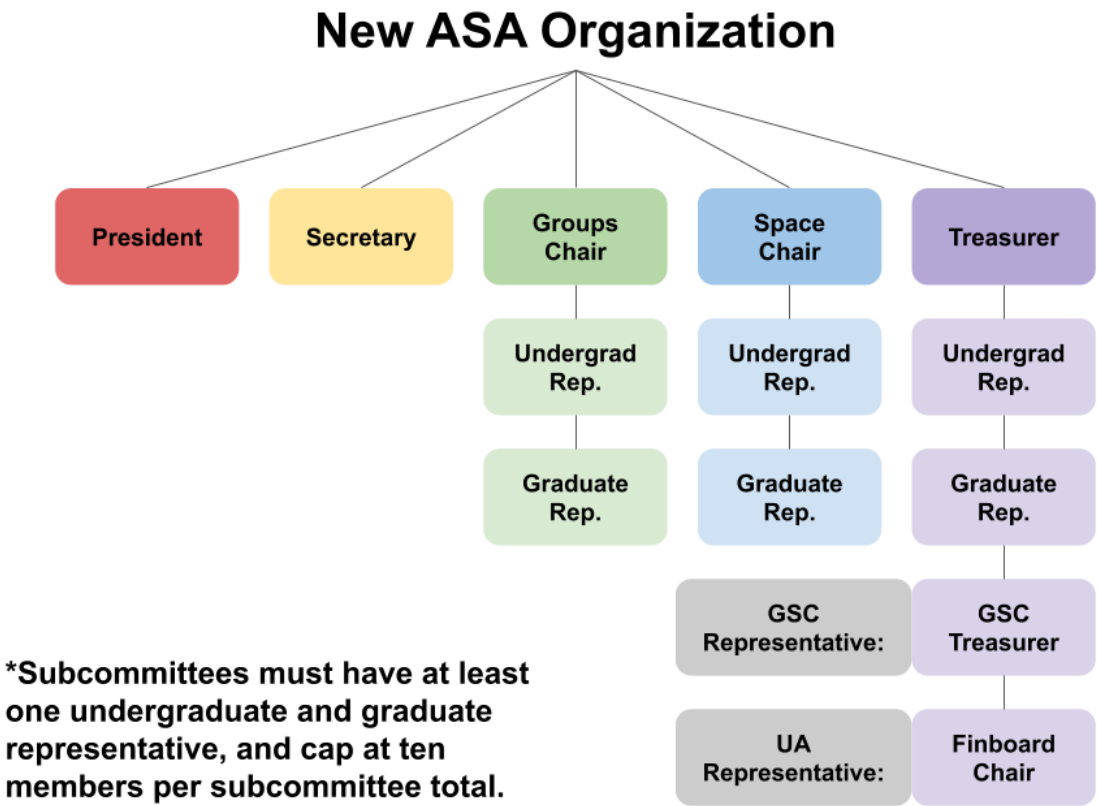 New ASA Organization
President
Secretary
Groups
Chair
Space
Chair
Treasurer
Undergrad
Rep.
Undergrad
Rep.
Undergrad
Rep.
Graduate
Rep.
Graduate
Rep.
Graduate
Rep.
GSC
Representative:
GSC
Treasurer
UA
Representative:
Finboard
Chair
*Subcommittees must have at least
one undergraduate and graduate
representative, and cap at ten
members per subcommittee total.